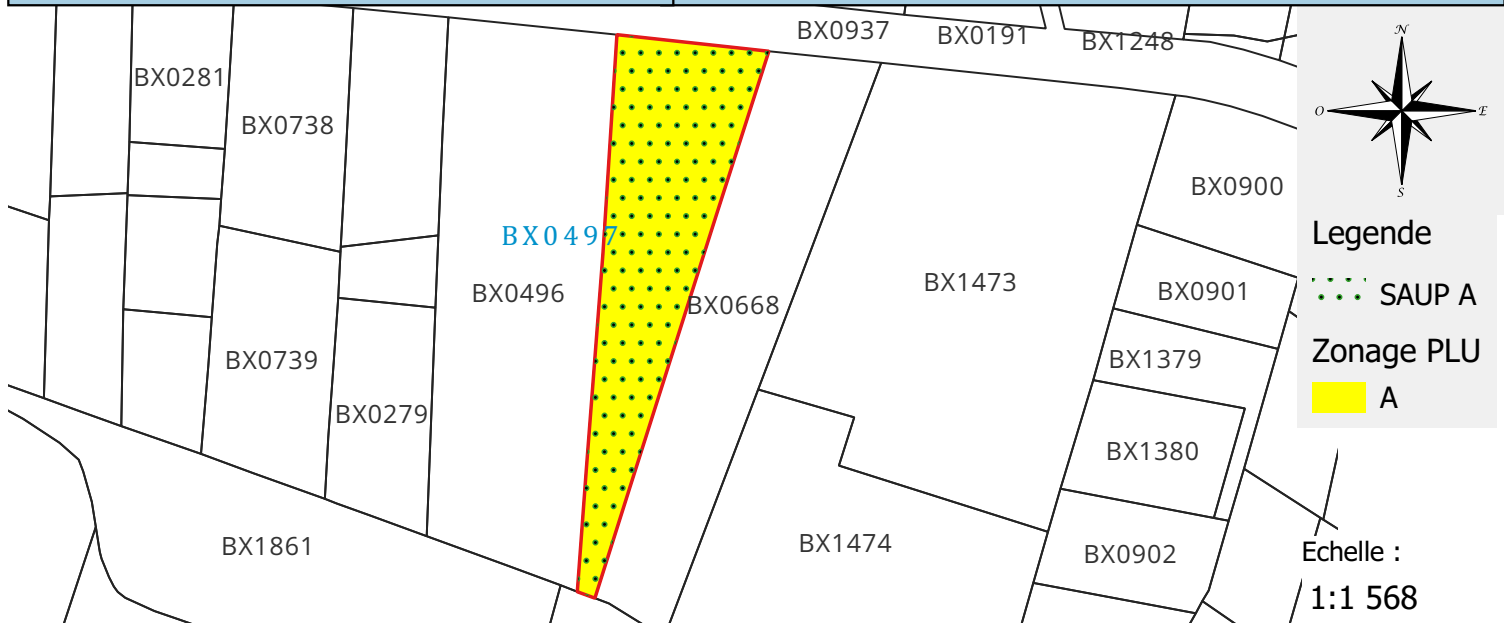 BX0937
BX0191
BX1248
BX0281
BX0738
N
O
E
S
BX0900
BX0497
Legende
BX0496
BX0668
BX1473
BX0901
SAUP A
Zonage PLU
BX0739
BX1379
A
BX0279
BX1380
BX1861
BX1474
BX0902
Echelle :
1:1 568